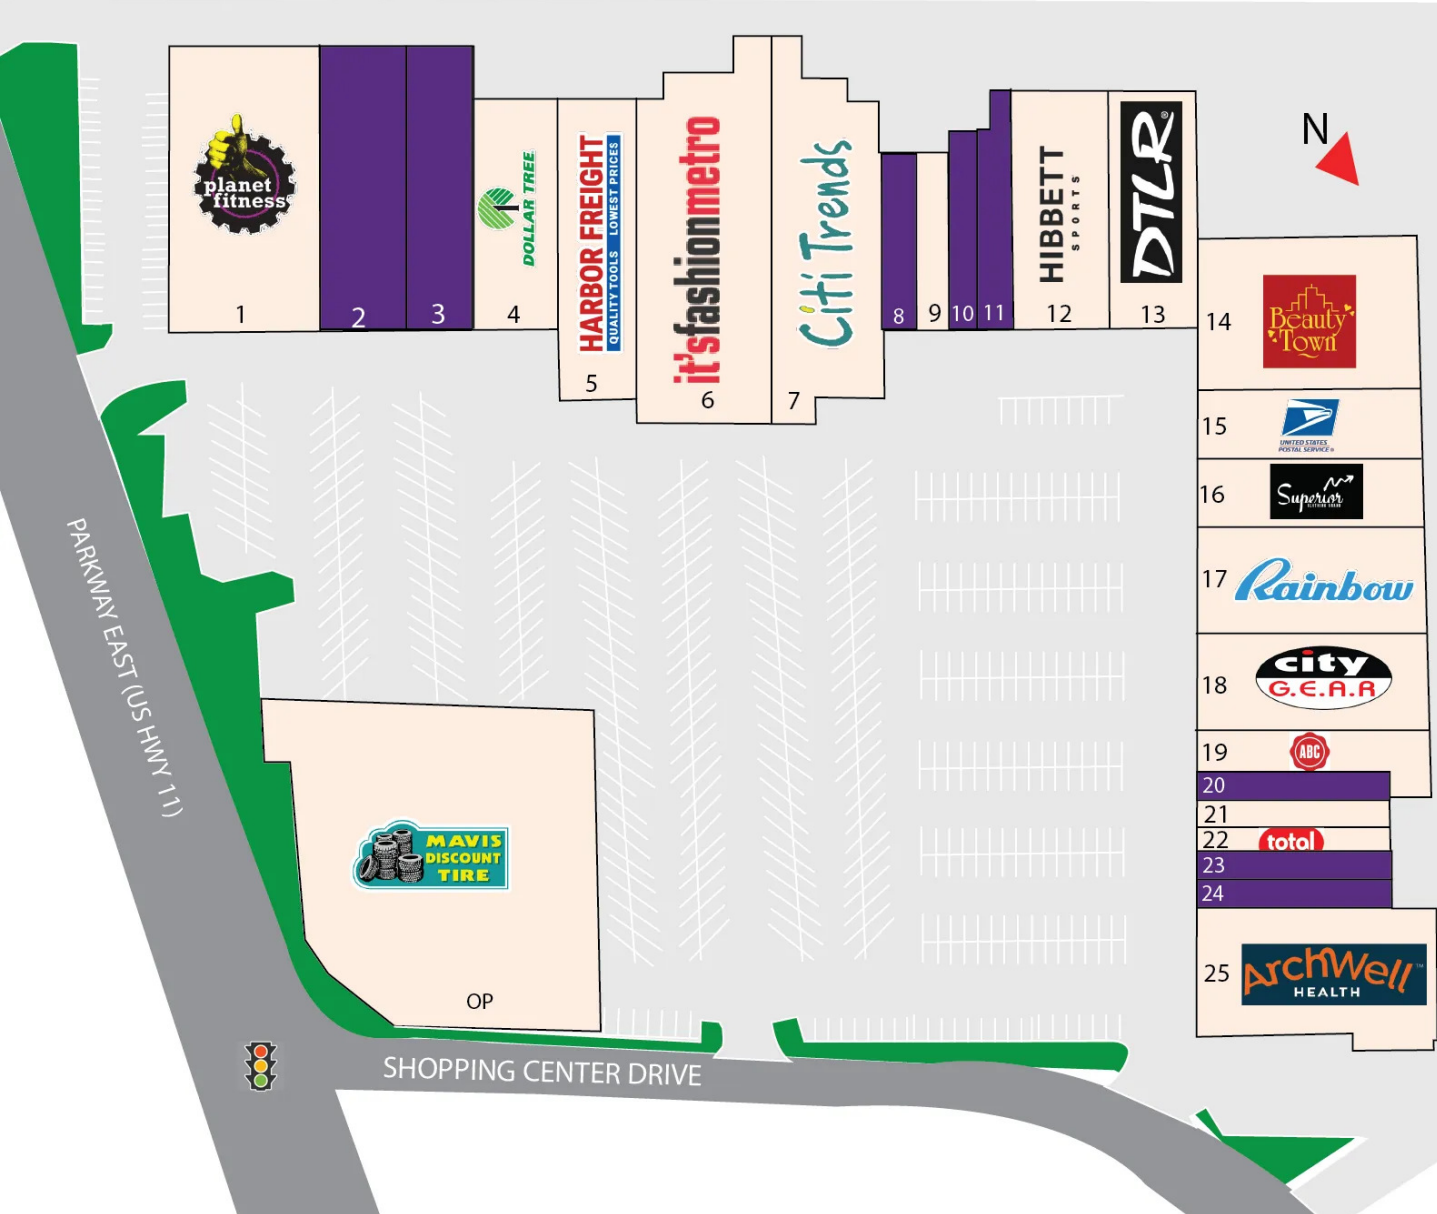 N
planet
fitness
1
2
3
DOLLAR TREE
4
HARBOR FREIGHT
QUALITY TOOLS LOWEST PRICES
5
it'sfashionmetro
6
Citi Trends
7
8
9
10
11
HIBBETT
SPORTS
12
DTLR®
13
14
Beauty
Town
15
UNITED STATES
POSTAL SERVICE®
16
Superior
17
Rainbow
18
city
G.E.A.R
19
ABC
20
21
22
total
23
24
25
ArchWell™
HEALTH
PARKWAY EAST (US HWY 11)
MAVIS
DISCOUNT
TIRE
OP
SHOPPING CENTER DRIVE